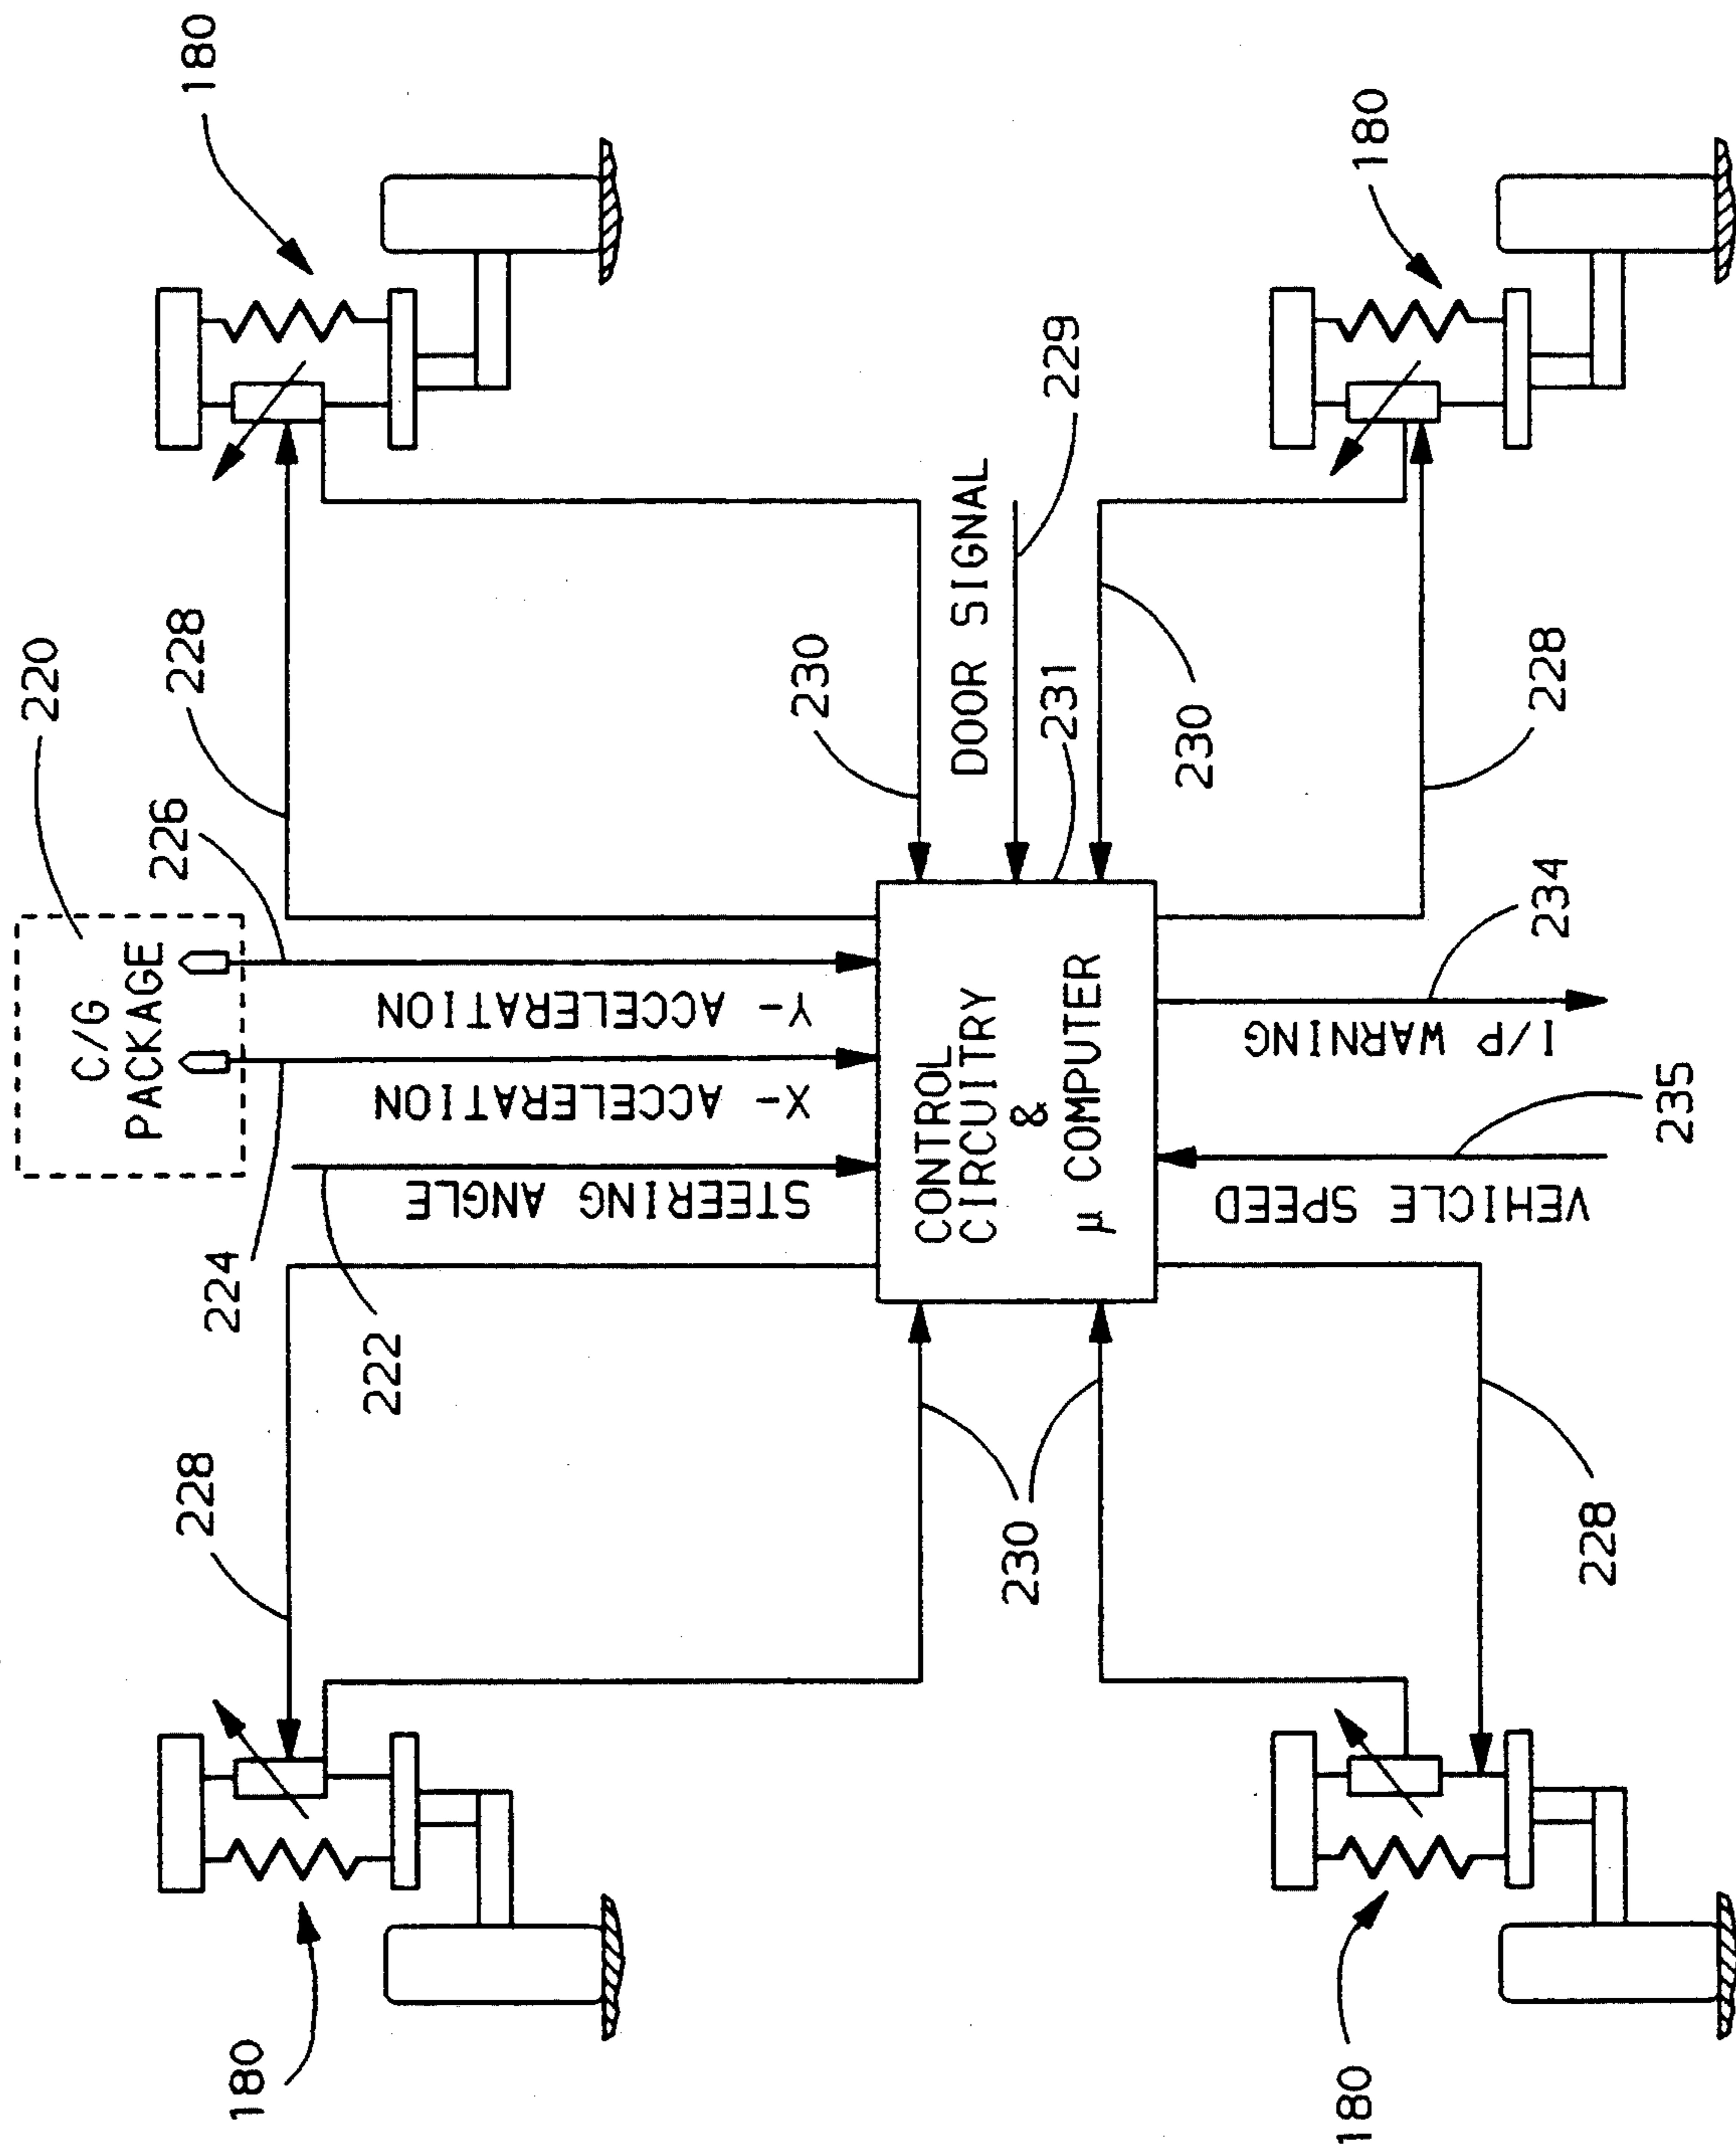 180
180
220
228
226
C/G
PACKAGE
224
222
228
180
180
Y- ACCELERATION
X- ACCELERATION
STEERING ANGLE
230
DOOR SIGNAL
229
231
230
CONTROL
CIRCUITRY
&
µ COMPUTER
230
228
234
I/P WARNING
VEHICLE SPEED
235
228